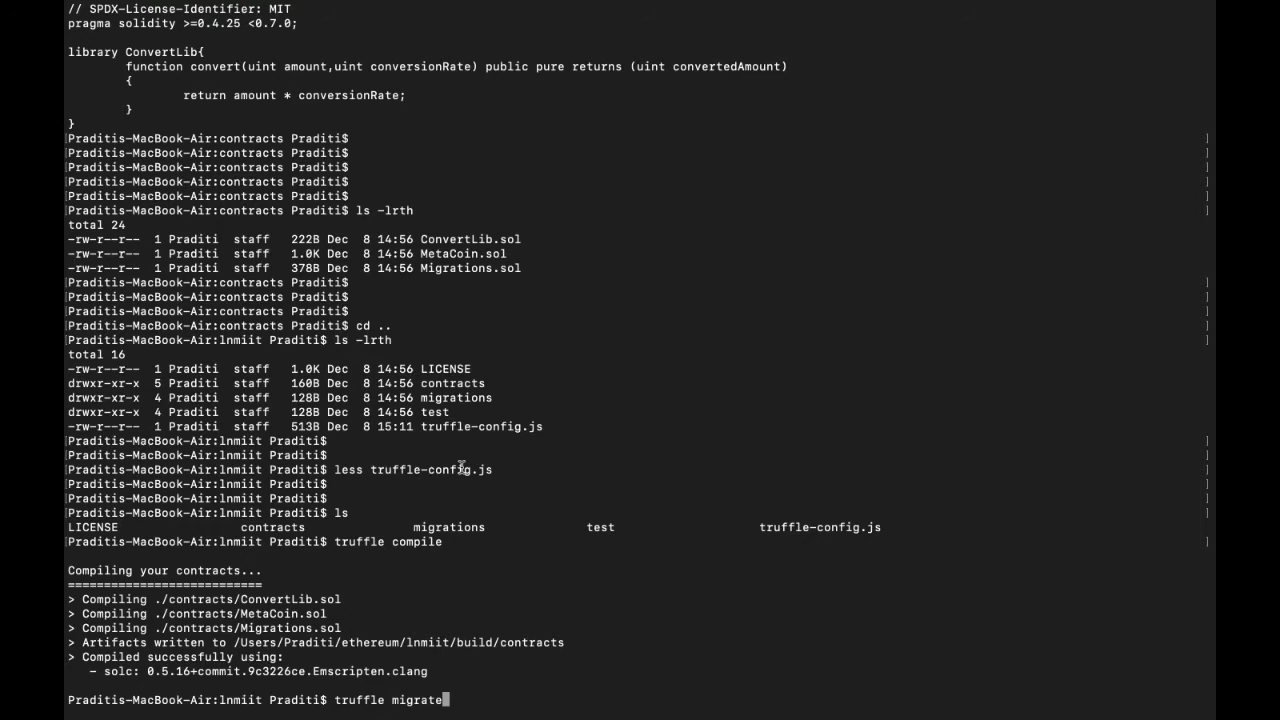 // SPDX-License-Identifier: MIT
pragma solidity >=0.4.25 <0.7.0;
library ConvertLib{
function convert(uint amount,uint conversionRate) public pure returns (uint convertedAmount)
{
return amount * conversionRate;
}
}
[Praditis-MacBook-Air:contracts Praditi$ ]
[Praditis-MacBook-Air:contracts Praditi$ ]
[Praditis-MacBook-Air:contracts Praditi$ ]
[Praditis-MacBook-Air:contracts Praditi$ ]
[Praditis-MacBook-Air:contracts Praditi$ ]
[Praditis-MacBook-Air:contracts Praditi$ ls -lrth ]
total 24
-rw-r--r-- 1 Praditi staff 222B Dec 8 14:56 ConvertLib.sol
-rw-r--r-- 1 Praditi staff 1.0K Dec 8 14:56 MetaCoin.sol
-rw-r--r-- 1 Praditi staff 378B Dec 8 14:56 Migrations.sol
[Praditis-MacBook-Air:contracts Praditi$ ]
[Praditis-MacBook-Air:contracts Praditi$ ]
[Praditis-MacBook-Air:contracts Praditi$ ]
[Praditis-MacBook-Air:contracts Praditi$ cd .. ]
[Praditis-MacBook-Air:lnmiit Praditi$ ls -lrth ]
total 16
-rw-r--r-- 1 Praditi staff 1.0K Dec 8 14:56 LICENSE
drwxr-xr-x 5 Praditi staff 160B Dec 8 14:56 contracts
drwxr-xr-x 4 Praditi staff 128B Dec 8 14:56 migrations
drwxr-xr-x 4 Praditi staff 128B Dec 8 14:56 test
-rw-r--r-- 1 Praditi staff 513B Dec 8 15:11 truffle-config.js
[Praditis-MacBook-Air:lnmiit Praditi$ ]
[Praditis-MacBook-Air:lnmiit Praditi$ ]
[Praditis-MacBook-Air:lnmiit Praditi$ less truffle-config.js ]
[Praditis-MacBook-Air:lnmiit Praditi$ ]
[Praditis-MacBook-Air:lnmiit Praditi$ ]
[Praditis-MacBook-Air:lnmiit Praditi$ ls ]
LICENSE contracts migrations test truffle-config.js
[Praditis-MacBook-Air:lnmiit Praditi$ truffle compile ]
Compiling your contracts...
===========================
> Compiling ./contracts/ConvertLib.sol
> Compiling ./contracts/MetaCoin.sol
> Compiling ./contracts/Migrations.sol
> Artifacts written to /Users/Praditi/ethereum/lnmiit/build/contracts
> Compiled successfully using:
- solc: 0.5.16+commit.9c3226ce.Emscripten.clang
Praditis-MacBook-Air:lnmiit Praditi$ truffle migrate